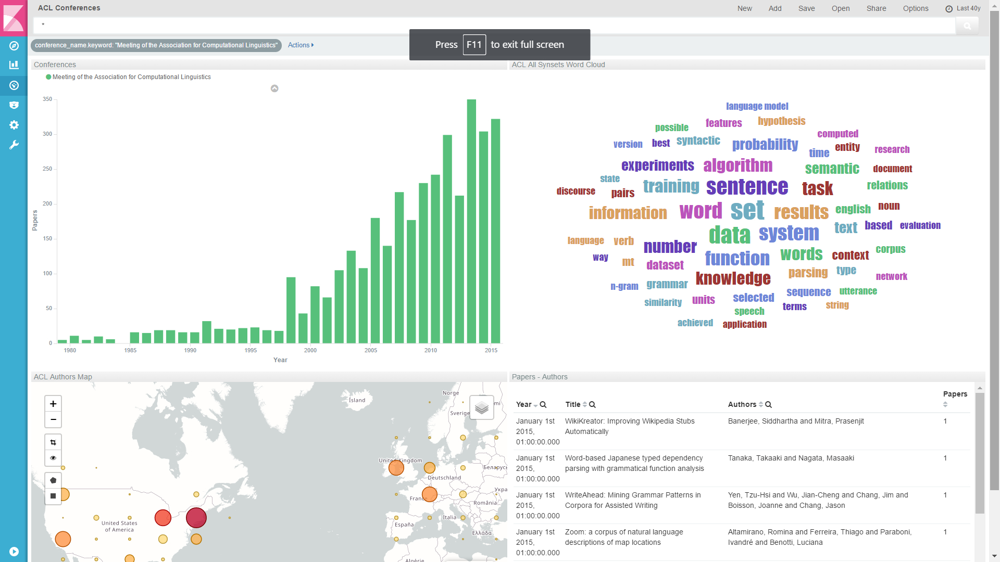 ACL Conferences
New Add Save Open Share Options Last 40y
*
conference_name.keyword: "Meeting of the Association for Computational Linguistics" Actions
Press F11 to exit full screen
Conferences
Meeting of the Association for Computational Linguistics
350
300
250
200
150
100
50
0
Papers
1980 1985 1990 1995 2000 2005 2010 2015
Year
ACL All Synsets Word Cloud
language model
possible features hypothesis
computed
version best syntactic probability time entity research
experiments algorithm semantic document
state training sentence task relations
discourse pairs
information word set results english noun
data system text based evaluation
language verb number
way mt function words context corpus
dataset knowledge parsing type network
n-gram grammar sequence utterance
similarity units selected terms string
speech
achieved application
ACL Authors Map
+
−
Ísland
Norge
Sverige
mi
United Kingdom
Беларусь
Deutschland
Укра
France
România
Italia
España
Ελλάδα
Algérie
United States
of America
Papers - Authors
Year Title Authors Papers
January 1st 2015, 01:00:00.000 WikiKreator: Improving Wikipedia Stubs Automatically Banerjee, Siddhartha and Mitra, Prasenjit 1
January 1st 2015, 01:00:00.000 Word-based Japanese typed dependency parsing with grammatical function analysis Tanaka, Takaaki and Nagata, Masaaki 1
January 1st 2015, 01:00:00.000 WriteAhead: Mining Grammar Patterns in Corpora for Assisted Writing Yen, Tzu-Hsi and Wu, Jian-Cheng and Chang, Jim and Boisson, Joanne and Chang, Jason 1
January 1st 2015, 01:00:00.000 Zoom: a corpus of natural language descriptions of map locations Altamirano, Romina and Ferreira, Thiago and Paraboni, Ivandré and Benotti, Luciana 1